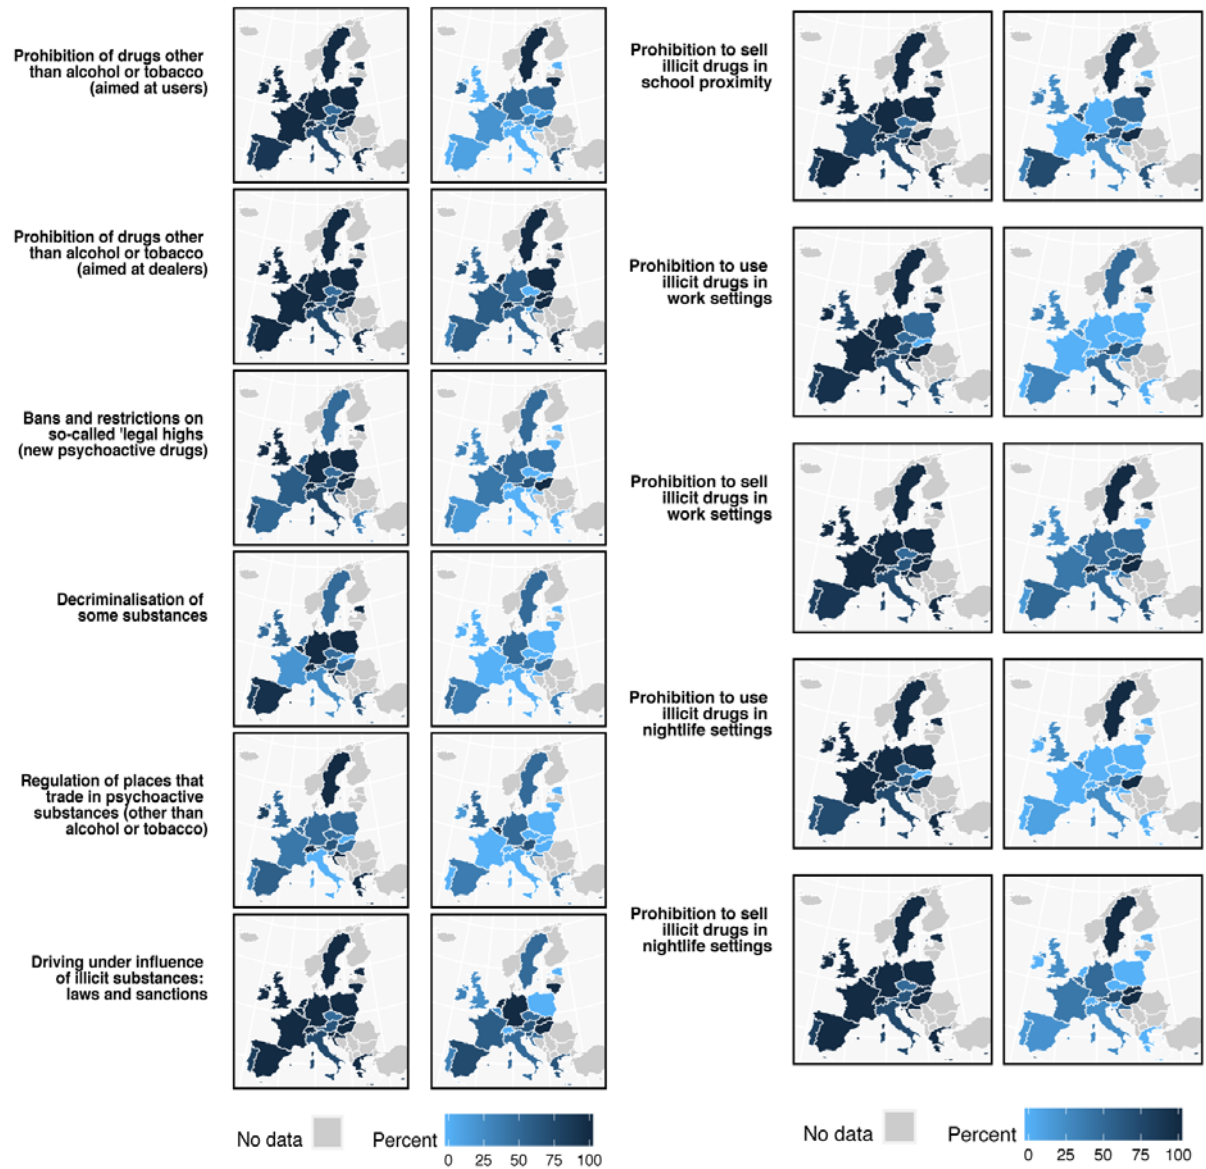 Prohibition of drugs other
than alcohol or tobacco
(aimed at users)
Prohibition of drugs other
than alcohol or tobacco
(aimed at dealers)
Bans and restrictions on
so-called 'legal highs
(new psychoactive drugs)
Decriminalisation of
some substances
Regulation of places that
trade in psychoactive
substances (other than
alcohol or tobacco)
Driving under influence
of illicit substances:
laws and sanctions
No data
Percent
0 25 50 75 100
Prohibition to sell
illicit drugs in
school proximity
Prohibition to use
illicit drugs in
work settings
Prohibition to sell
illicit drugs in
work settings
Prohibition to use
illicit drugs in
nightlife settings
Prohibition to sell
illicit drugs in
nightlife settings
No data
Percent
0 25 50 75 100